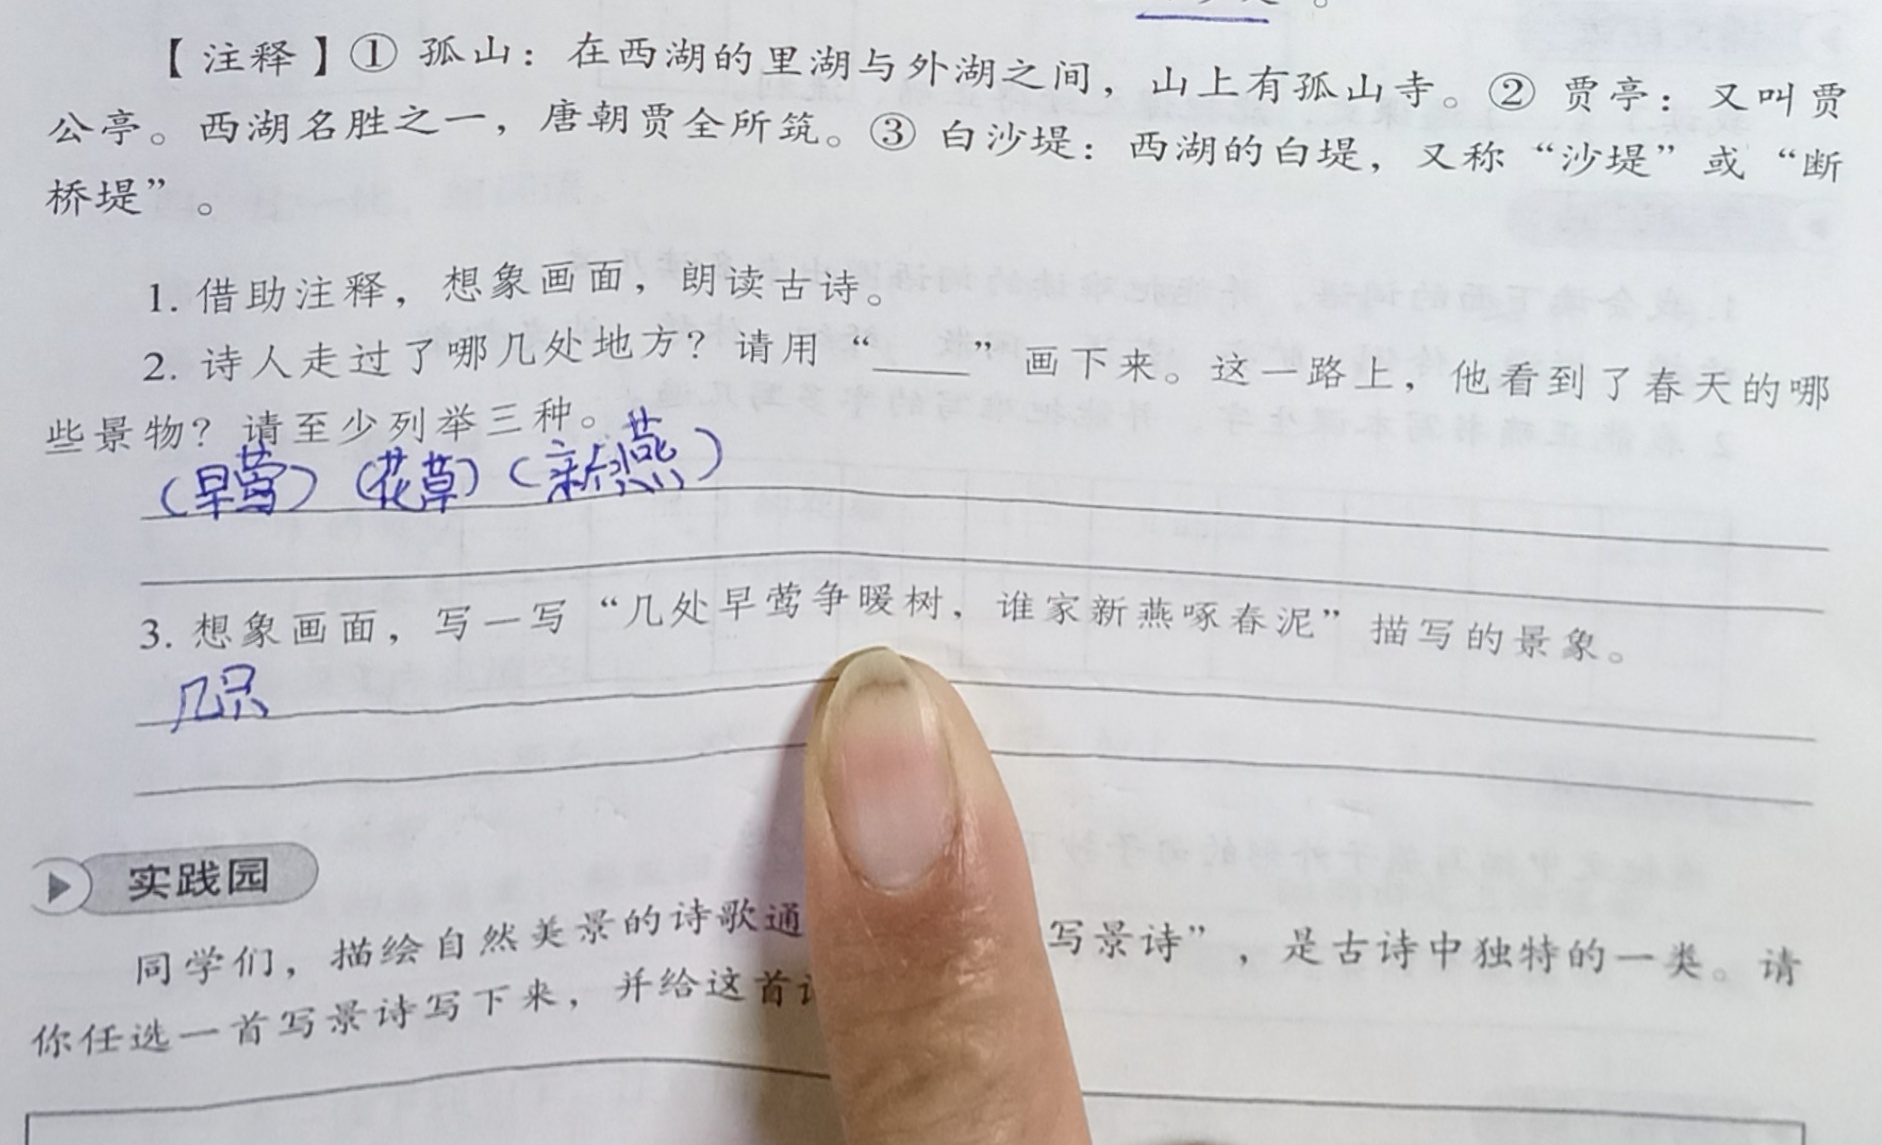 【注释】① 孤山：在西湖的里湖与外湖之间，山上有孤山寺。② 贾亭：又叫贾
公亭。西湖名胜之一，唐朝贾全所筑。③ 白沙堤：西湖的白堤，又称“沙堤”或“断
桥堤”。
1. 借助注释，想象画面，朗读古诗。
2. 诗人走过了哪几处地方？请用“____”画下来。这一路上，他看到了春天的哪
些景物？请至少列举三种。
（早莺）（花草）（新燕）
3. 想象画面，写一写“几处早莺争暖树，谁家新燕啄春泥”描写的景象。
几只
实践园
同学们，描绘自然美景的诗歌通 写景诗”，是古诗中独特的一类。请
你任选一首写景诗写下来，并给这首